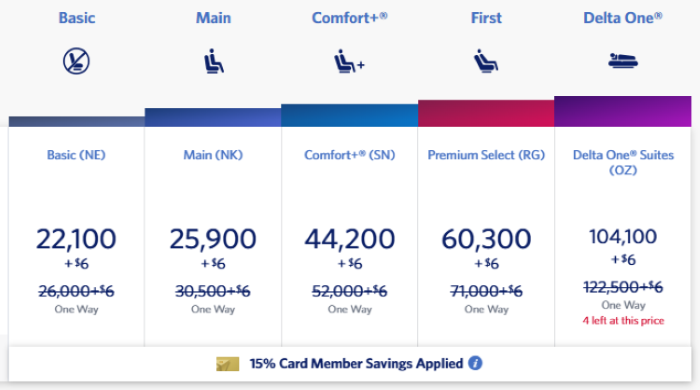 Basic
Main
Comfort+®
First
Delta One®
Basic (NE)
Main (NK)
Comfort+® (SN)
Premium Select (RG)
Delta One® Suites
(OZ)
22,100
+$6
26,000+$6
One Way
25,900
+$6
30,500+$6
One Way
44,200
+$6
52,000+$6
One Way
60,300
+$6
71,000+$6
One Way
104,100
+$6
122,500+$6
One Way
4 left at this price
15% Card Member Savings Applied i